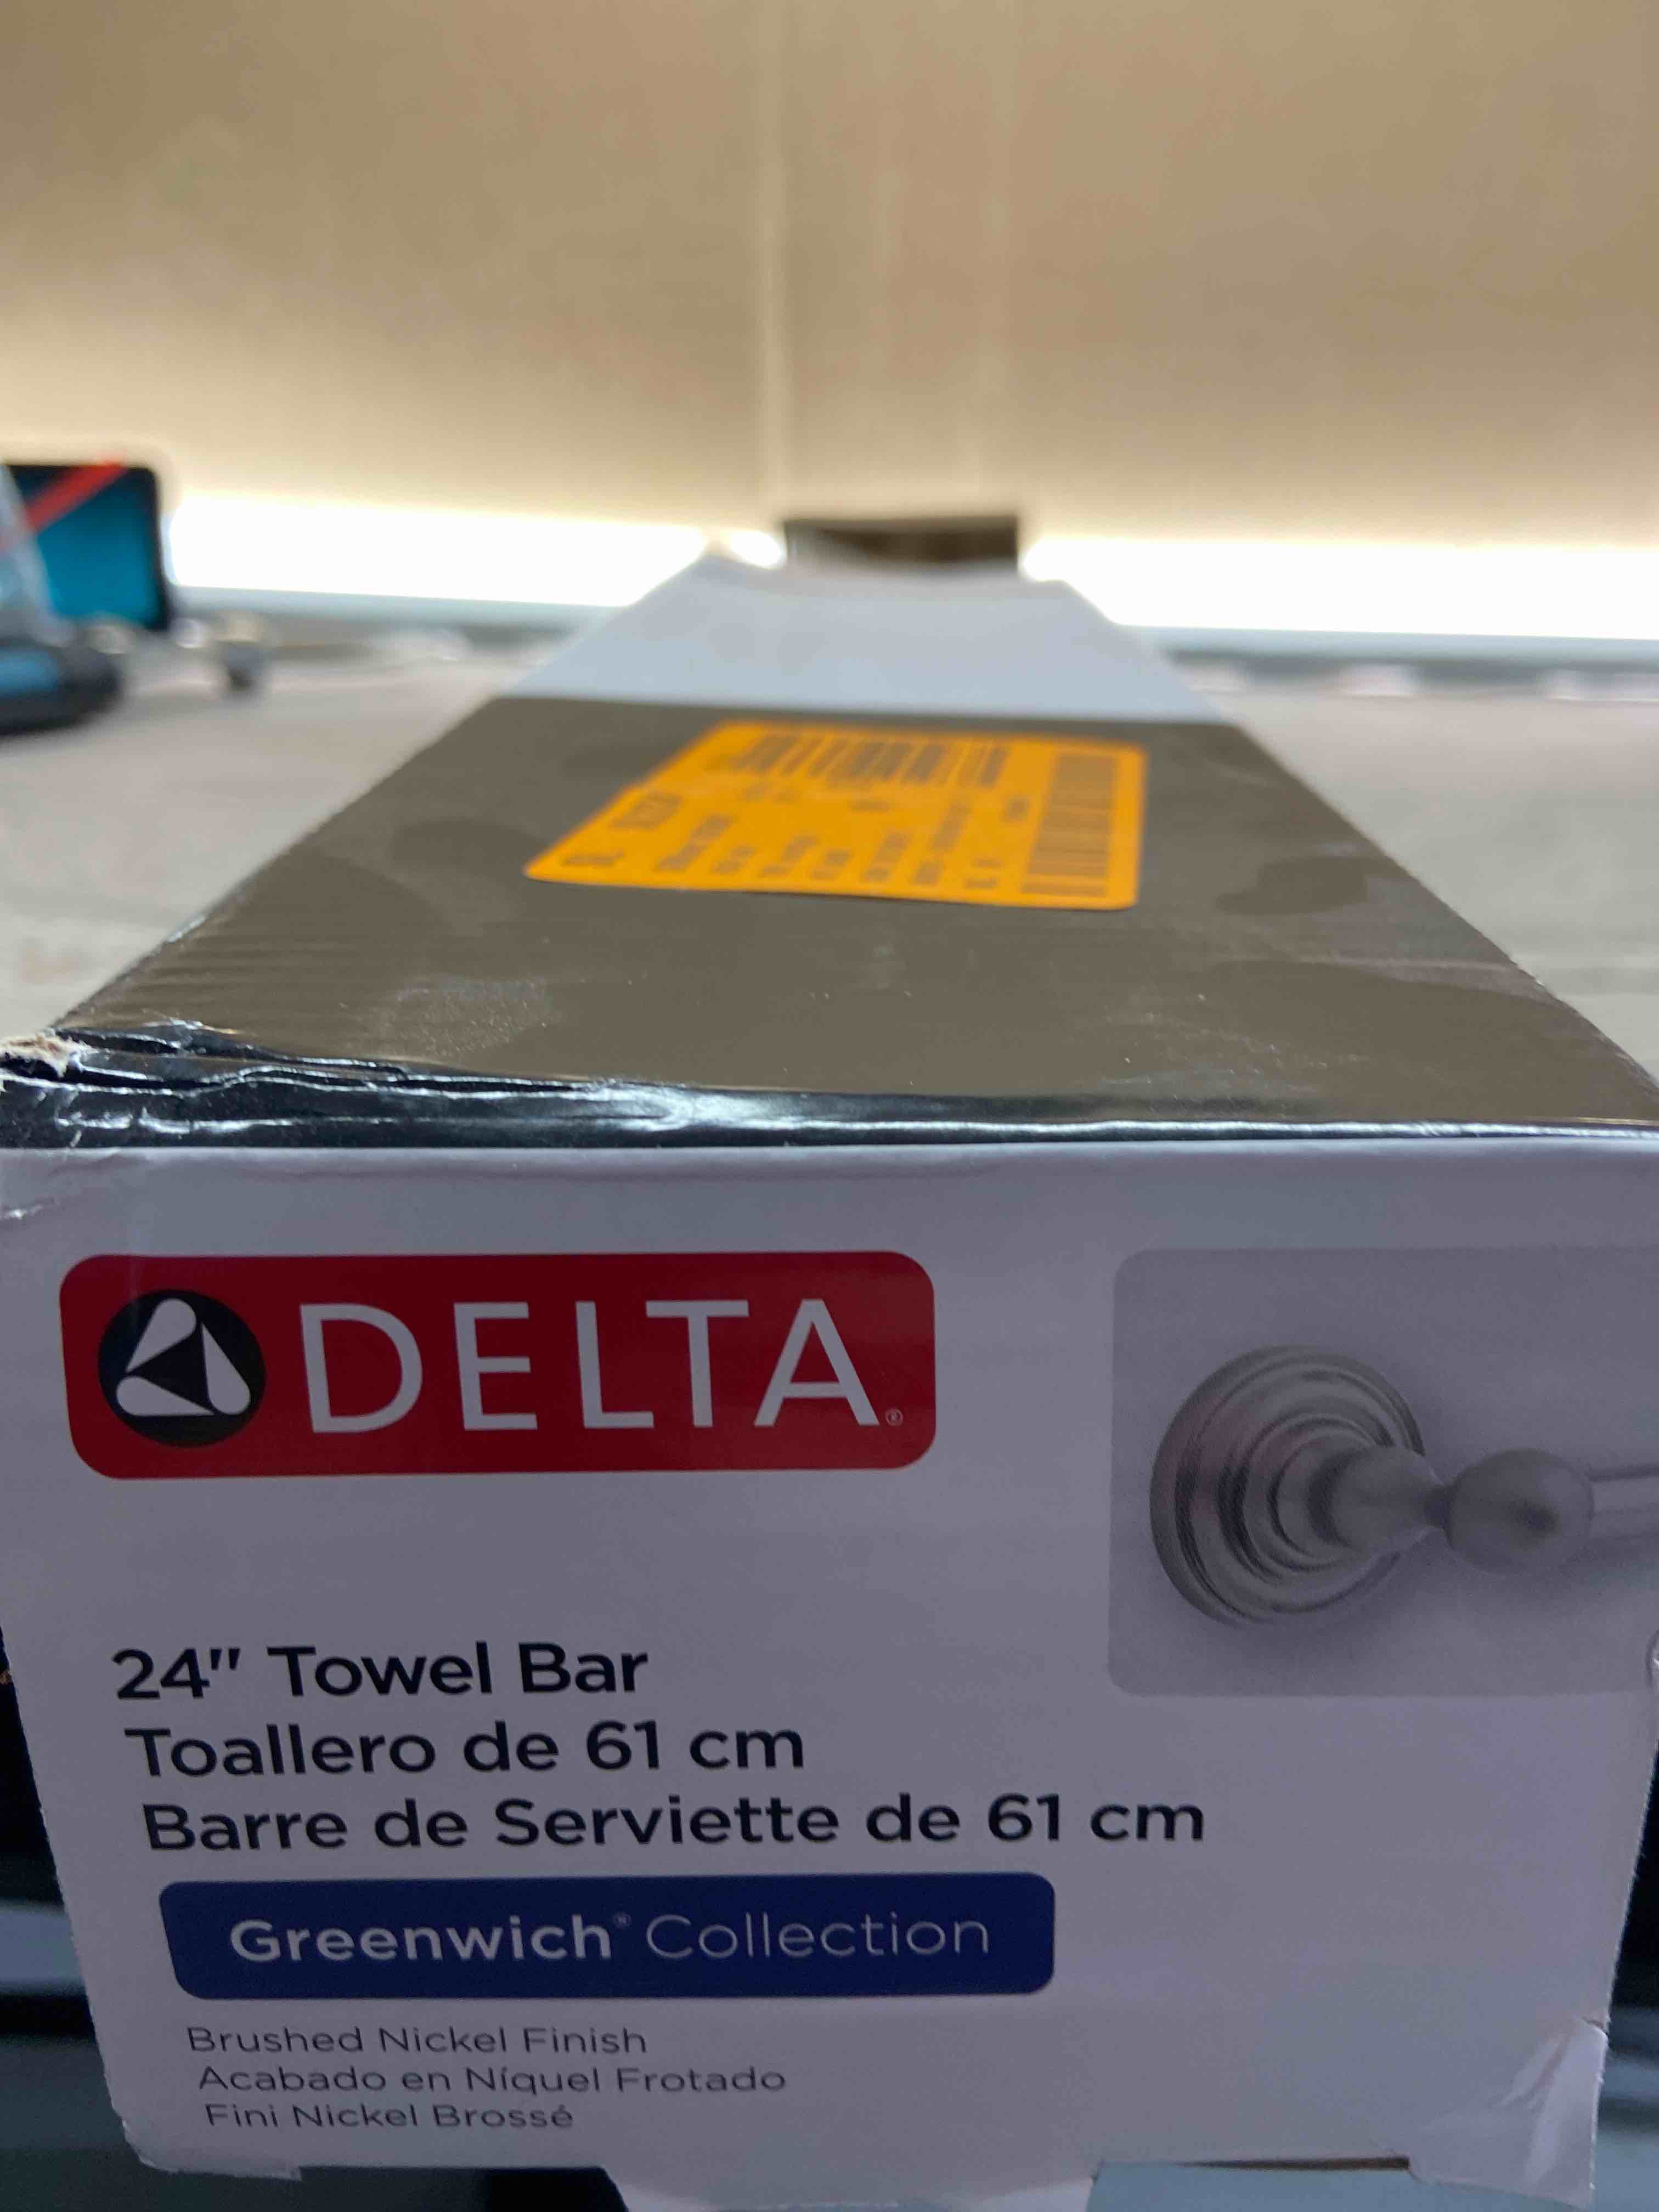 DELTA®
24" Towel Bar
Toallero de 61 cm
Barre de Serviette de 61 cm
Greenwich® Collection
Brushed Nickel Finish
Acabado en Níquel Frotado
Fini Nickel Brossé